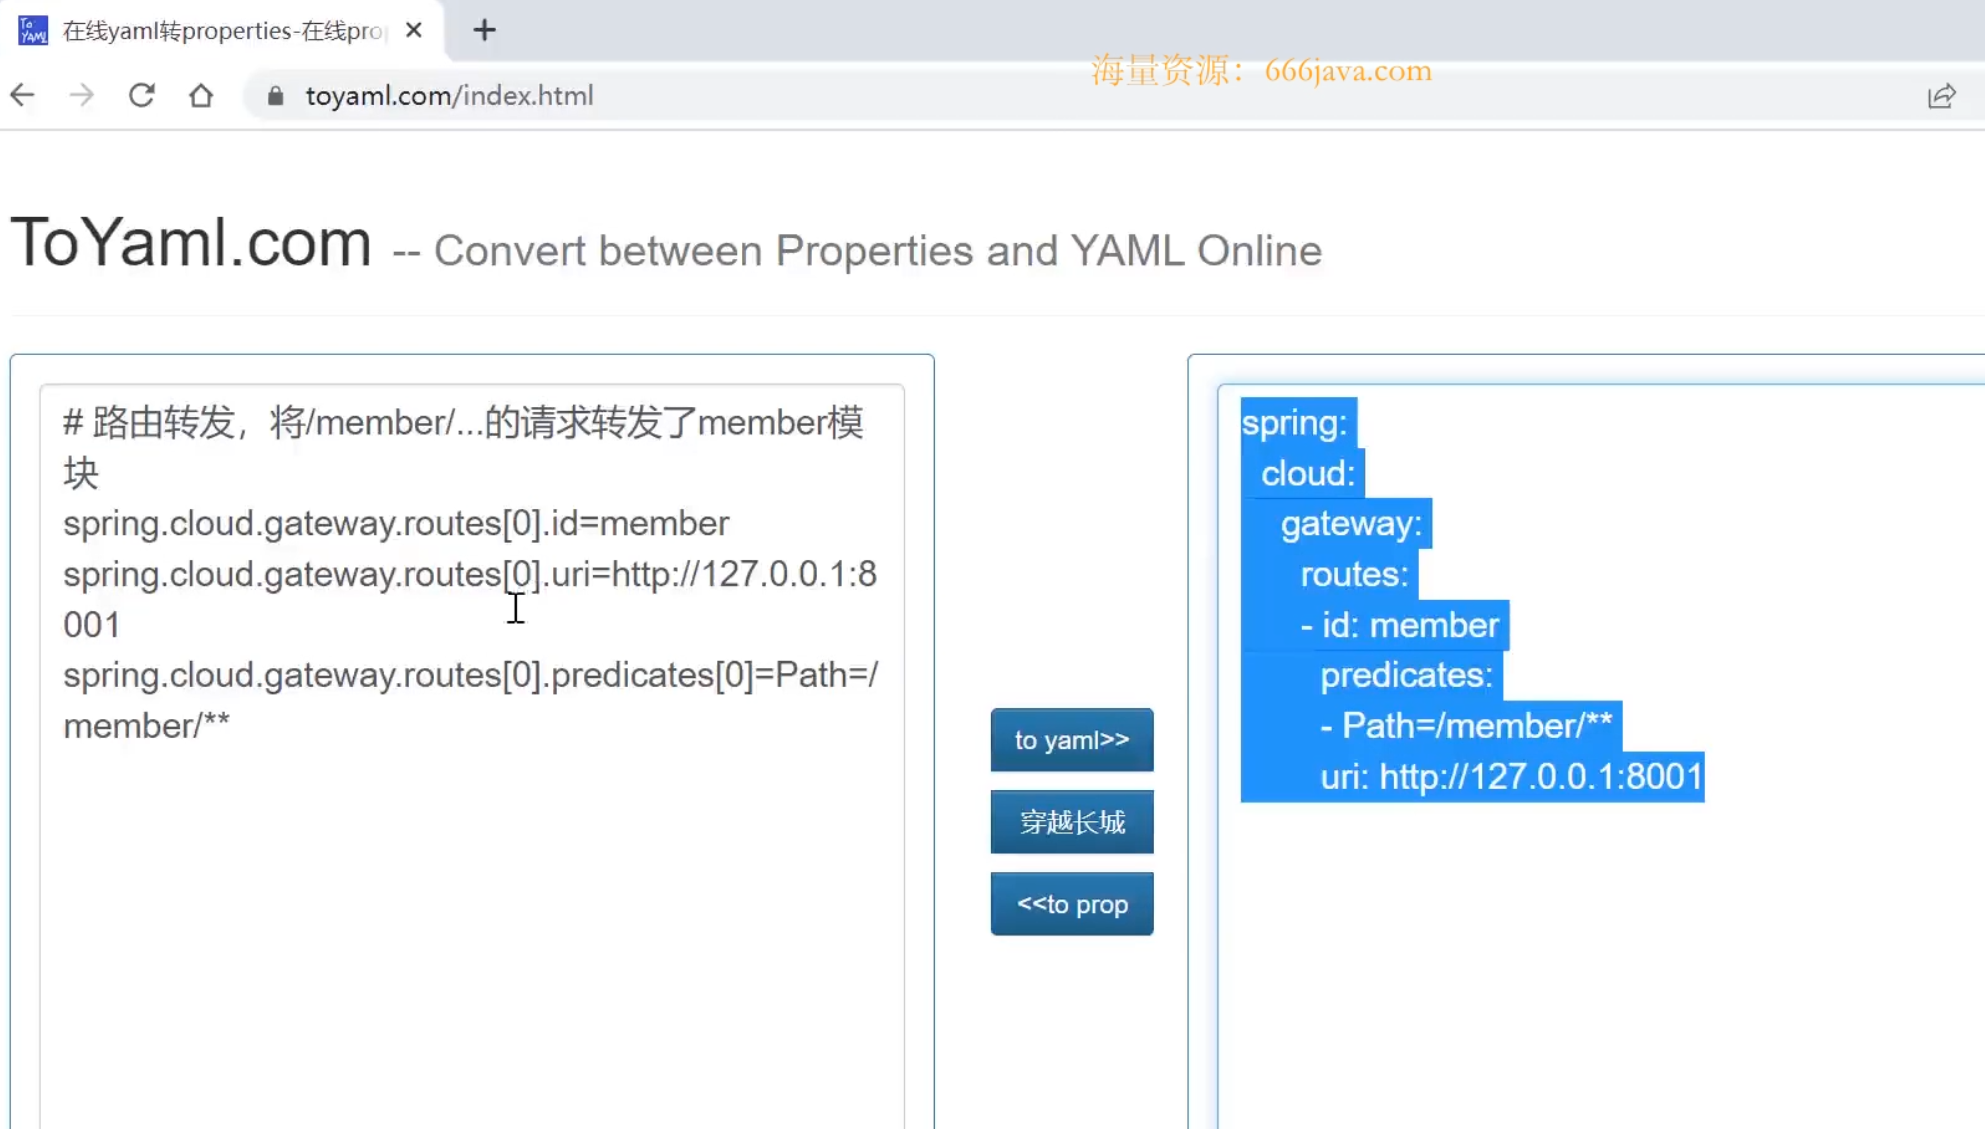 To
YAML
在线yaml转properties-在线pro
海量资源：666java.com
toyaml.com/index.html
ToYaml.com -- Convert between Properties and YAML Online
# 路由转发，将/member/...的请求转发了member模
块
spring.cloud.gateway.routes[0].id=member
spring.cloud.gateway.routes[0].uri=http://127.0.0.1:8
001
spring.cloud.gateway.routes[0].predicates[0]=Path=/
member/**
to yaml>>
穿越长城
<<to prop
spring:
  cloud:
    gateway:
      routes:
      - id: member
        predicates:
        - Path=/member/**
        uri: http://127.0.0.1:8001